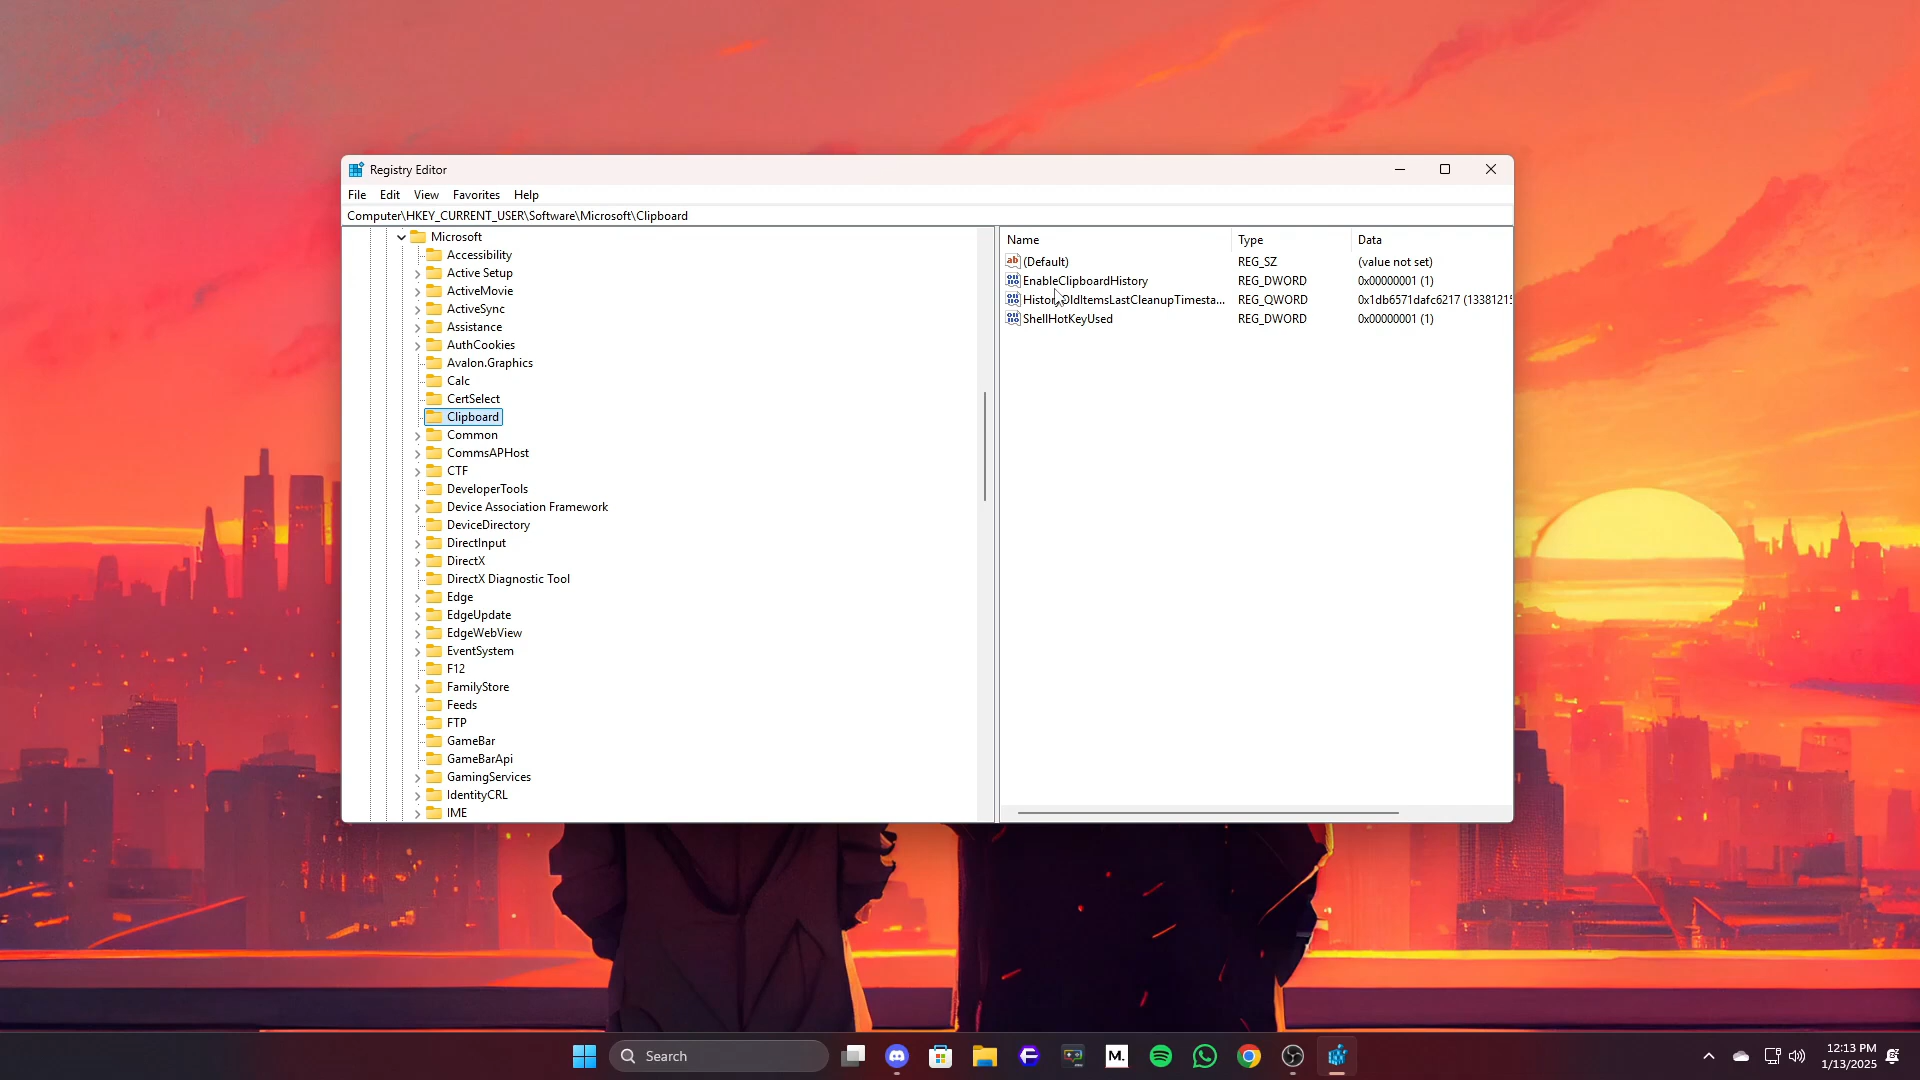 Registry Editor
File Edit View Favorites Help
Computer\HKEY_CURRENT_USER\Software\Microsoft\Clipboard
Microsoft
Accessibility
Active Setup
ActiveMovie
ActiveSync
Assistance
AuthCookies
Avalon.Graphics
Calc
CertSelect
Clipboard
Common
CommsAPHost
CTF
DeveloperTools
Device Association Framework
DeviceDirectory
DirectInput
DirectX
DirectX Diagnostic Tool
Edge
EdgeUpdate
EdgeWebView
EventSystem
F12
FamilyStore
Feeds
FTP
GameBar
GameBarApi
GamingServices
IdentityCRL
IME
Name Type Data
ab (Default) REG_SZ (value not set)
EnableClipboardHistory REG_DWORD 0x00000001 (1)
HistoryOldItemsLastCleanupTimesta... REG_QWORD 0x1db6571dafc6217 (13381215
ShellHotKeyUsed REG_DWORD 0x00000001 (1)
Search
M.
12:13 PM
1/13/2025